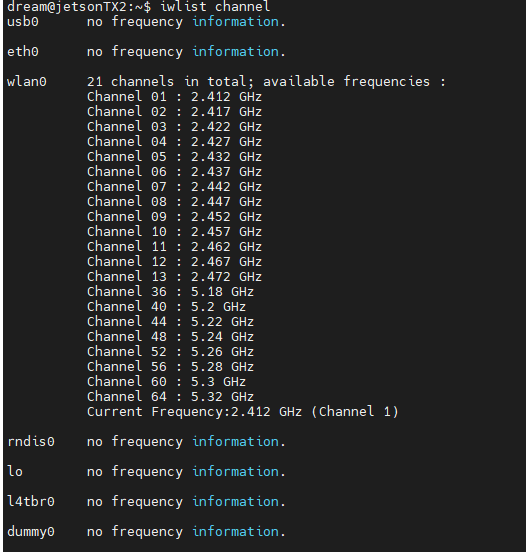 dream@jetsonTX2:~$ iwlist channel
usb0      no frequency information.
eth0      no frequency information.
wlan0     21 channels in total; available frequencies :
          Channel 01 : 2.412 GHz
          Channel 02 : 2.417 GHz
          Channel 03 : 2.422 GHz
          Channel 04 : 2.427 GHz
          Channel 05 : 2.432 GHz
          Channel 06 : 2.437 GHz
          Channel 07 : 2.442 GHz
          Channel 08 : 2.447 GHz
          Channel 09 : 2.452 GHz
          Channel 10 : 2.457 GHz
          Channel 11 : 2.462 GHz
          Channel 12 : 2.467 GHz
          Channel 13 : 2.472 GHz
          Channel 36 : 5.18 GHz
          Channel 40 : 5.2 GHz
          Channel 44 : 5.22 GHz
          Channel 48 : 5.24 GHz
          Channel 52 : 5.26 GHz
          Channel 56 : 5.28 GHz
          Channel 60 : 5.3 GHz
          Channel 64 : 5.32 GHz
          Current Frequency:2.412 GHz (Channel 1)
rndis0    no frequency information.
lo        no frequency information.
l4tbr0    no frequency information.
dummy0    no frequency information.